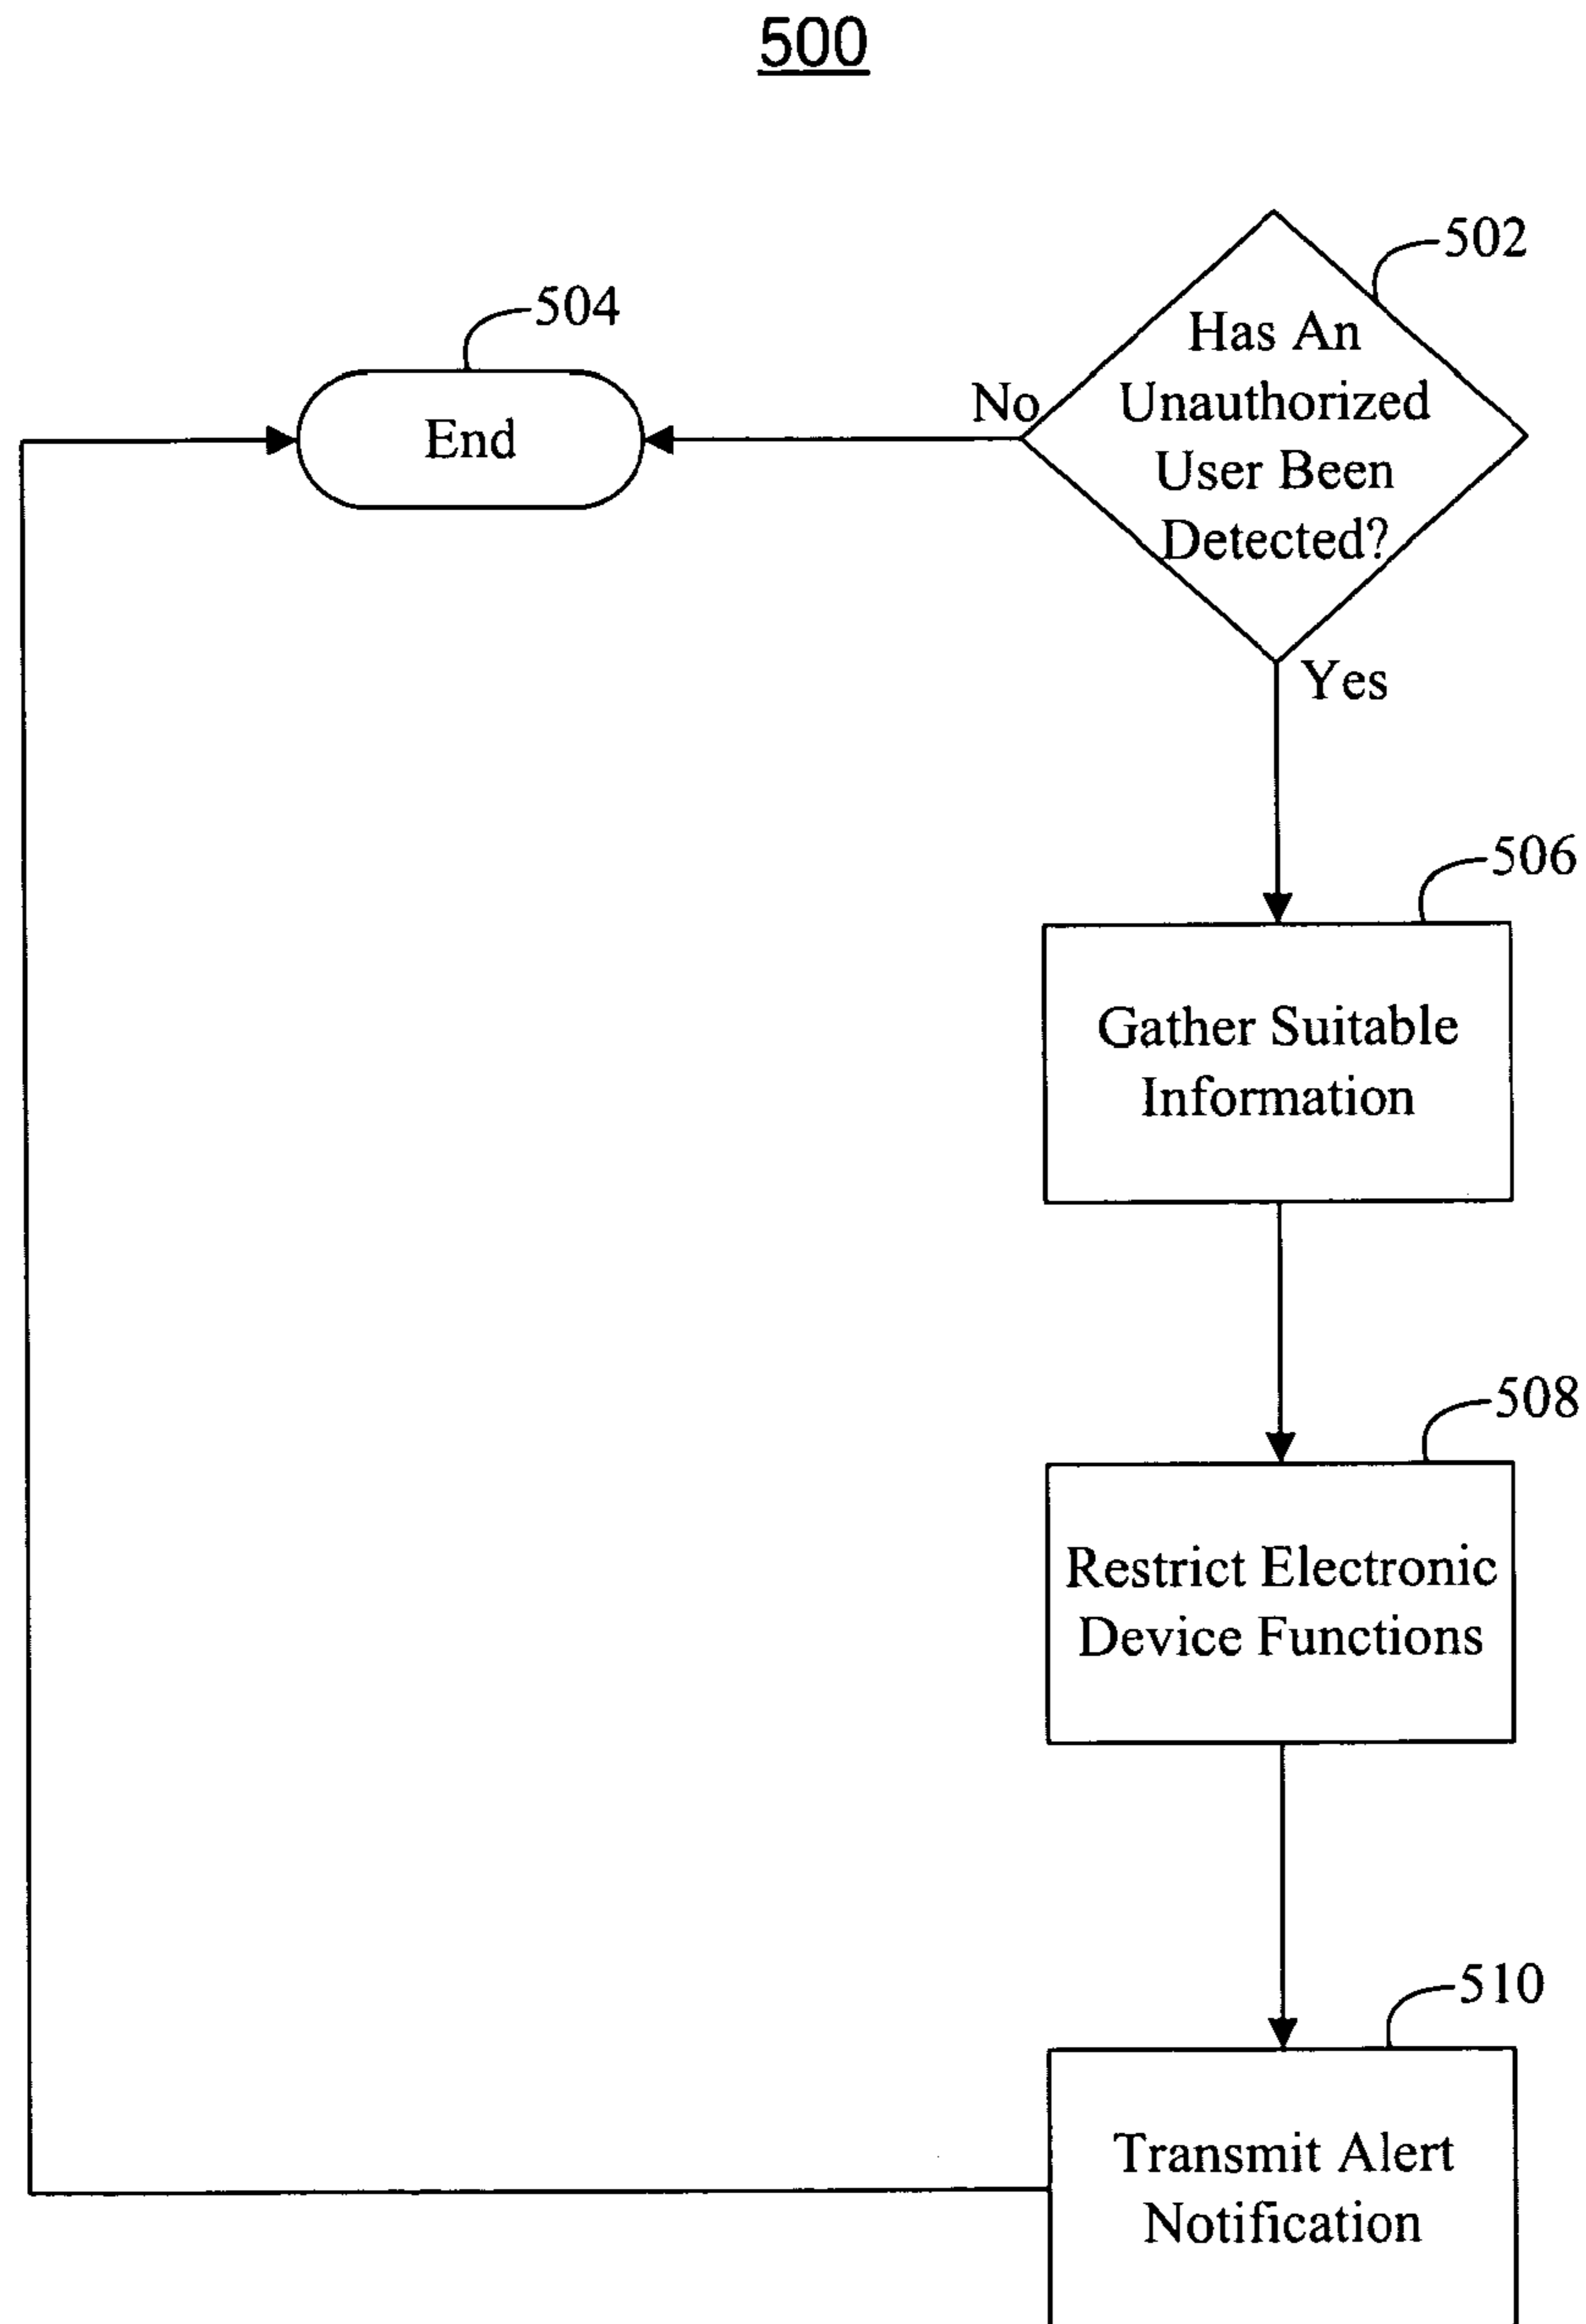 500
502
Has An
Unauthorized
User Been
Detected?
504
End
No
Yes
506
Gather Suitable
Information
508
Restrict Electronic
Device Functions
510
Transmit Alert
Notification